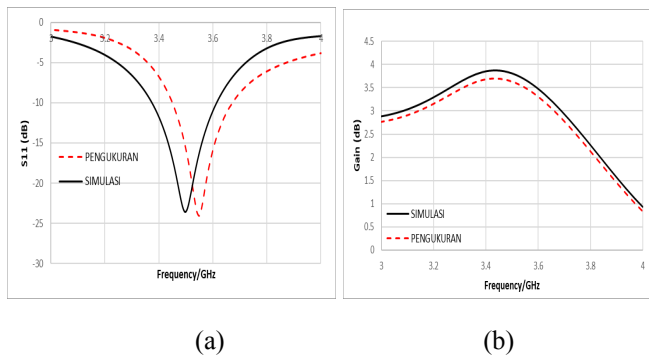 0
3
3.2
3.4
3.6
3.8
4
-5
-10
-15
-20
-25
-30
S11 (dB)
PENGUKURAN
SIMULASI
Frequency/GHz
(a)
4.5
4
3.5
3
2.5
2
1.5
1
0.5
0
Gain (dB)
SIMULASI
PENGUKURAN
3
3.2
3.4
3.6
3.8
4
Frequency/GHz
(b)